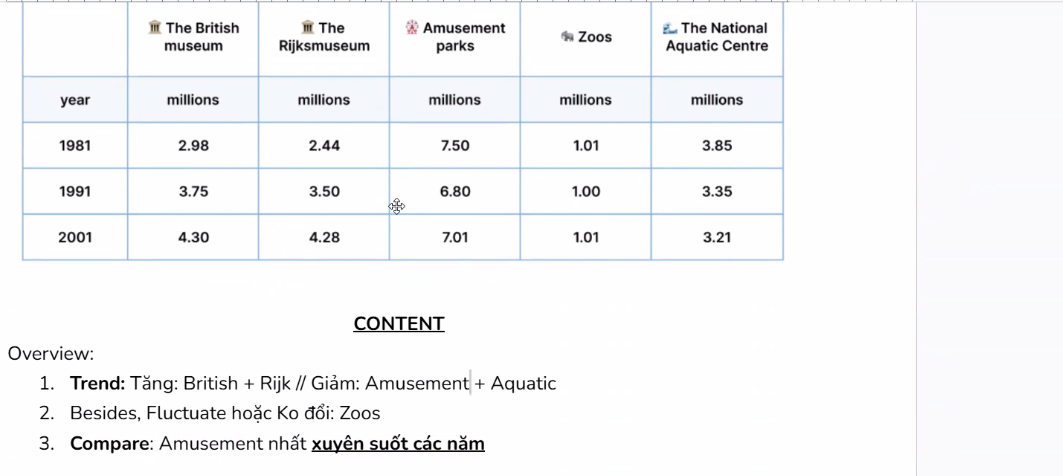 The British museum The Rijksmuseum Amusement parks Zoos The National Aquatic Centre
year millions millions millions millions millions
1981 2.98 2.44 7.50 1.01 3.85
1991 3.75 3.50 6.80 1.00 3.35
2001 4.30 4.28 7.01 1.01 3.21
CONTENT
Overview:
1. Trend: Tăng: British + Rijk // Giảm: Amusement + Aquatic
2. Besides, Fluctuate hoặc Ko đổi: Zoos
3. Compare: Amusement nhất xuyên suốt các năm